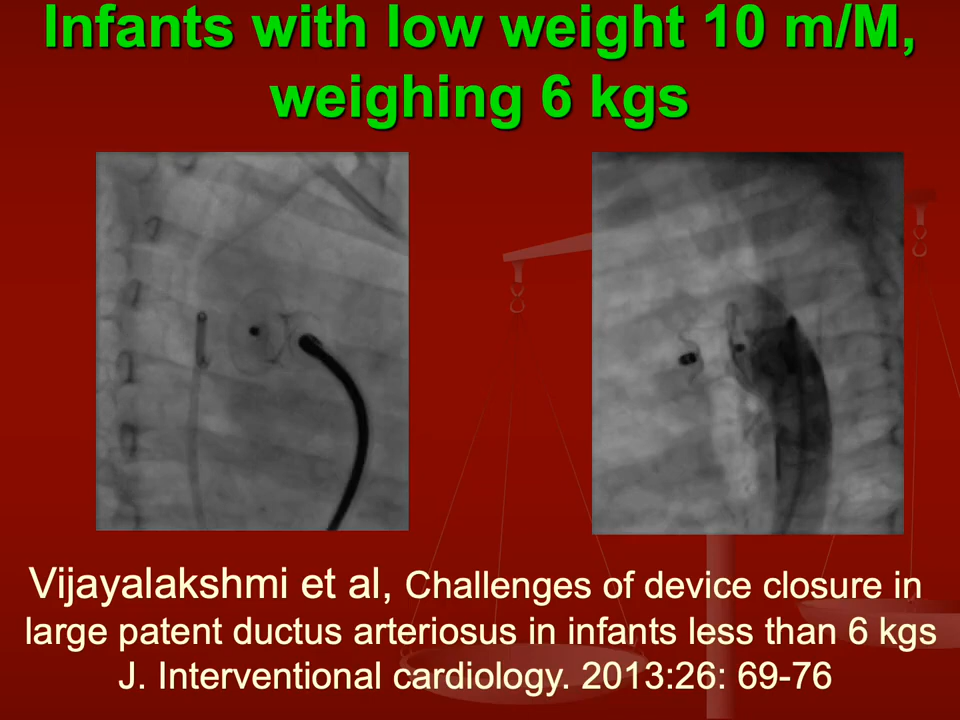 Infants with low weight 10 m/M,
weighing 6 kgs
Vijayalakshmi et al, Challenges of device closure in
large patent ductus arteriosus in infants less than 6 kgs
J. Interventional cardiology. 2013:26: 69-76